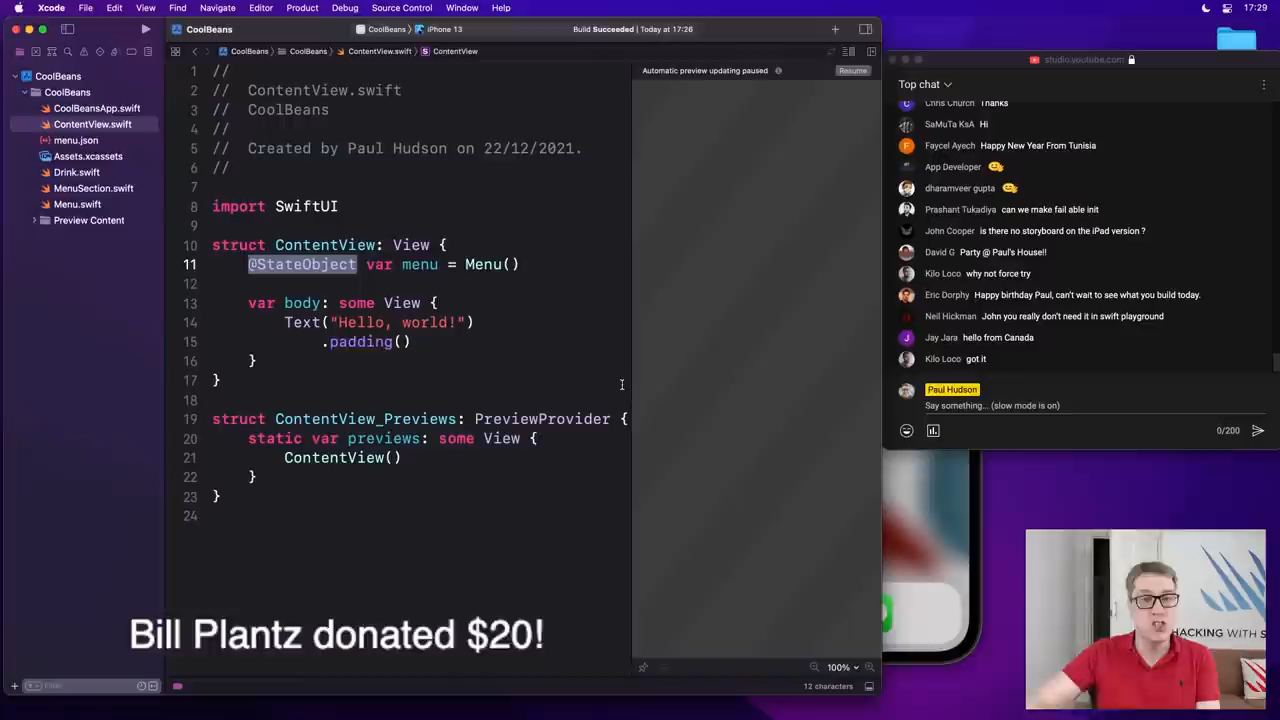 Xcode File Edit View Find Navigate Editor Product Debug Source Control Window Help 17:29
CoolBeans CoolBeans iPhone 13 Build Succeeded | Today at 17:26
CoolBeans CoolBeans ContentView.swift ContentView
CoolBeans
CoolBeans
CoolBeansApp.swift
ContentView.swift
menu.json
Assets.xcassets
Drink.swift
MenuSection.swift
Menu.swift
Preview Content
Filter
1 //
2 // ContentView.swift
3 // CoolBeans
4 //
5 // Created by Paul Hudson on 22/12/2021.
6 //
7
8 import SwiftUI
9
10 struct ContentView: View {
11 @StateObject var menu = Menu()
12
13 var body: some View {
14 Text("Hello, world!")
15 .padding()
16 }
17 }
18
19 struct ContentView_Previews: PreviewProvider {
20 static var previews: some View {
21 ContentView()
22 }
23 }
24
Automatic preview updating paused Resume
100%
12 characters
Bill Plantz donated $20!
studio.youtube.com
Top chat
Chris Church Thanks
SaMuTa KsA Hi
Faycel Ayech Happy New Year From Tunisia
App Developer
dharamveer gupta
Prashant Tukadiya can we make fail able init
John Cooper is there no storyboard on the iPad version ?
David G Party @ Paul's House!!
Kilo Loco why not force try
Eric Dorphy Happy birthday Paul, can't wait to see what you build today.
Neil Hickman John you really don't need it in swift playground
Jay Jara hello from Canada
Kilo Loco got it
Paul Hudson
Say something... (slow mode is on)
0/200
HACKING WITH S